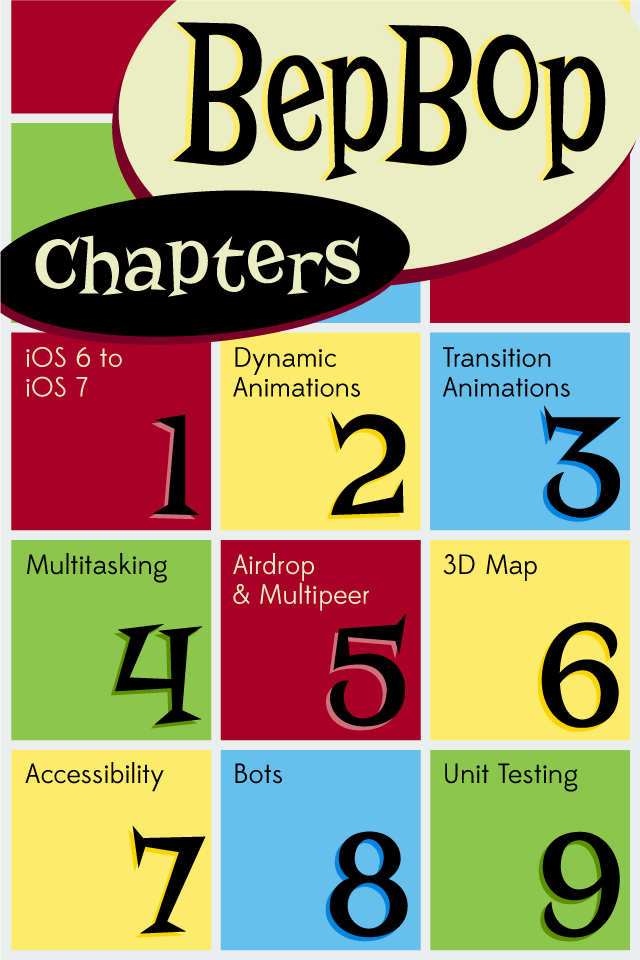 BepBop
Chapters
iOS 6 to
iOS 7
1
Dynamic
Animations
2
Transition
Animations
3
Multitasking
4
Airdrop
& Multipeer
5
3D Map
6
Accessibility
7
Bots
8
Unit Testing
9